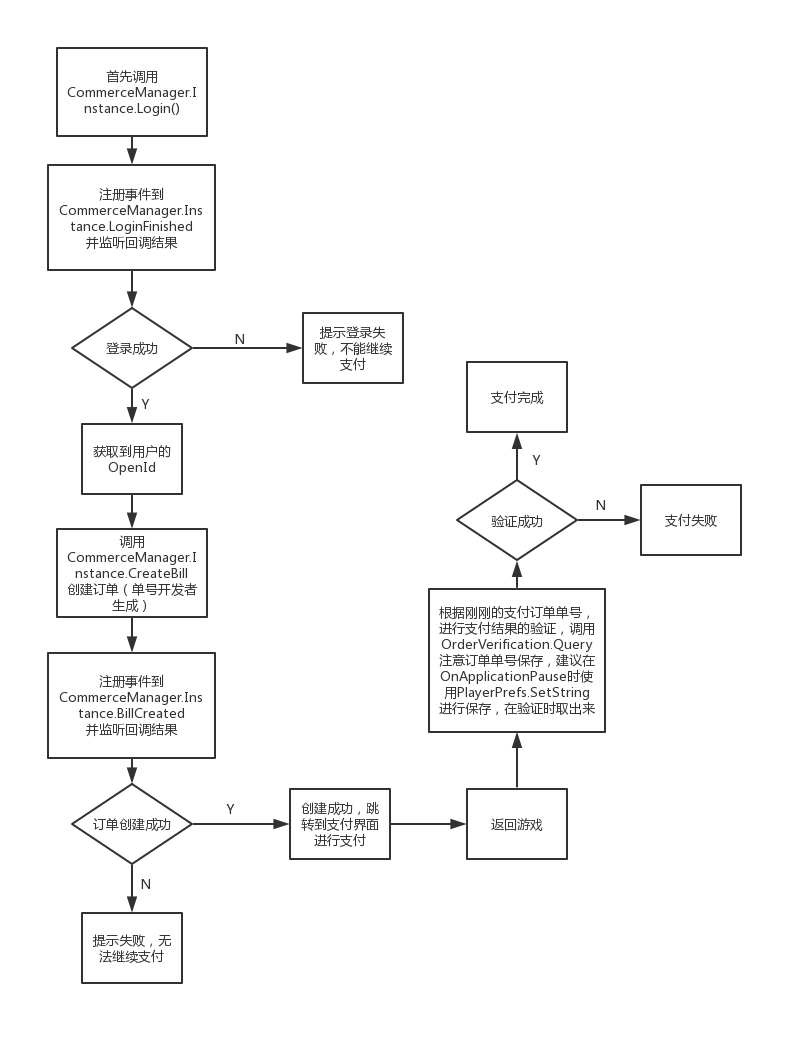 首先调用
CommerceManager.I
nstance.Login()
注册事件到
CommerceManager.Ins
tance.LoginFinished
并监听回调结果
登录成功
N
提示登录失
败，不能继续
支付
Y
获取到用户的
OpenId
调用
CommerceManager.I
nstance.CreateBill
创建订单（单号开发者
生成）
注册事件到
CommerceManager.Ins
tance.BillCreated
并监听回调结果
订单创建成功
Y
创建成功，跳
转到支付界面
进行支付
N
提示失败，无
法继续支付
返回游戏
根据刚刚的支付订单单号，
进行支付结果的验证，调用
OrderVerification.Query
注意订单单号保存，建议在
OnApplicationPause时使
用PlayerPrefs.SetString
进行保存，在验证时取出来
验证成功
N
支付失败
Y
支付完成